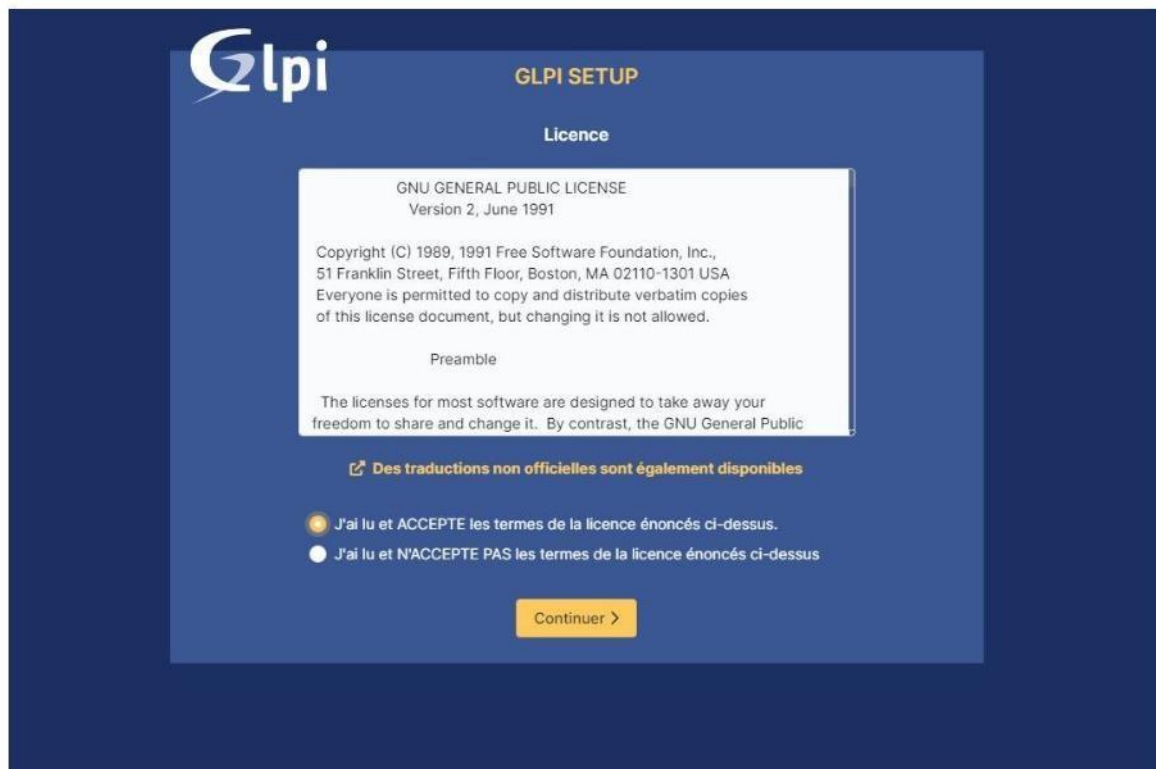 Glpi
GLPI SETUP
Licence
GNU GENERAL PUBLIC LICENSE
Version 2, June 1991
Copyright (C) 1989, 1991 Free Software Foundation, Inc.,
51 Franklin Street, Fifth Floor, Boston, MA 02110-1301 USA
Everyone is permitted to copy and distribute verbatim copies
of this license document, but changing it is not allowed.
Preamble
The licenses for most software are designed to take away your
freedom to share and change it. By contrast, the GNU General Public
Des traductions non officielles sont également disponibles
J'ai lu et ACCEPTE les termes de la licence énoncés ci-dessus.
J'ai lu et N'ACCEPTE PAS les termes de la licence énoncés ci-dessus
Continuer >